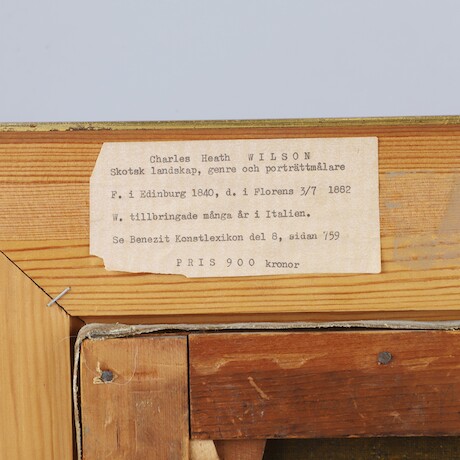 Charles Heath WILSON
Skotsk landskap, genre och porträttmålare
F. i Edinburg 1840, d. i Florens 3/7 1882
W. tillbringade många år i Italien.
Se Benezit Konstlexikon del 8, sidan 759
PRIS 900 kronor